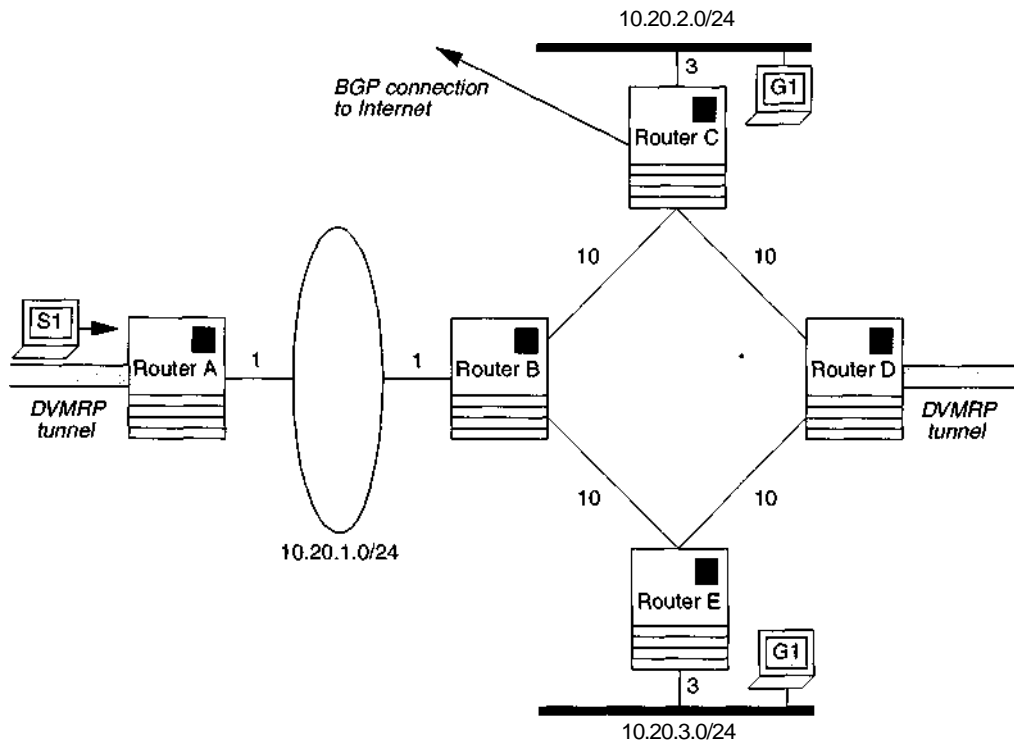 10.20.2.0/24
3
G1
BGP connection
to Internet
Router C
10
10
S1
Router A
1
1
Router B
Router D
DVMRP
tunnel
DVMRP
tunnel
10
10
10.20.1.0/24
Router E
G1
3
10.20.3.0/24